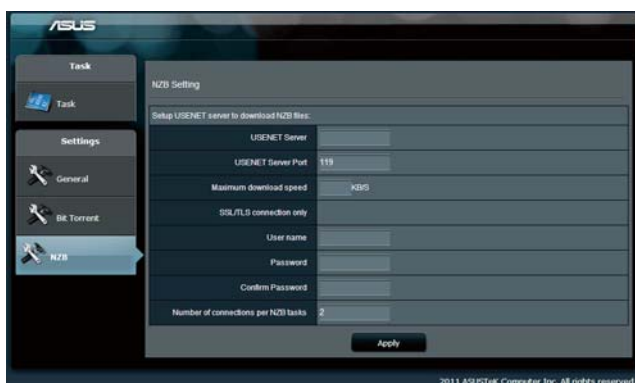 ASUS
Task
Task
Settings
General
Bit Torrent
NZB
NZB Setting
Setup USENET server to download NZB files:
USENET Server
USENET Server Port 119
Maximum download speed KB/S
SSL/TLS connection only
User name
Password
Confirm Password
Number of connections per NZB tasks 2
Apply
2011 ASUSTeK Computer Inc. All rights reserved